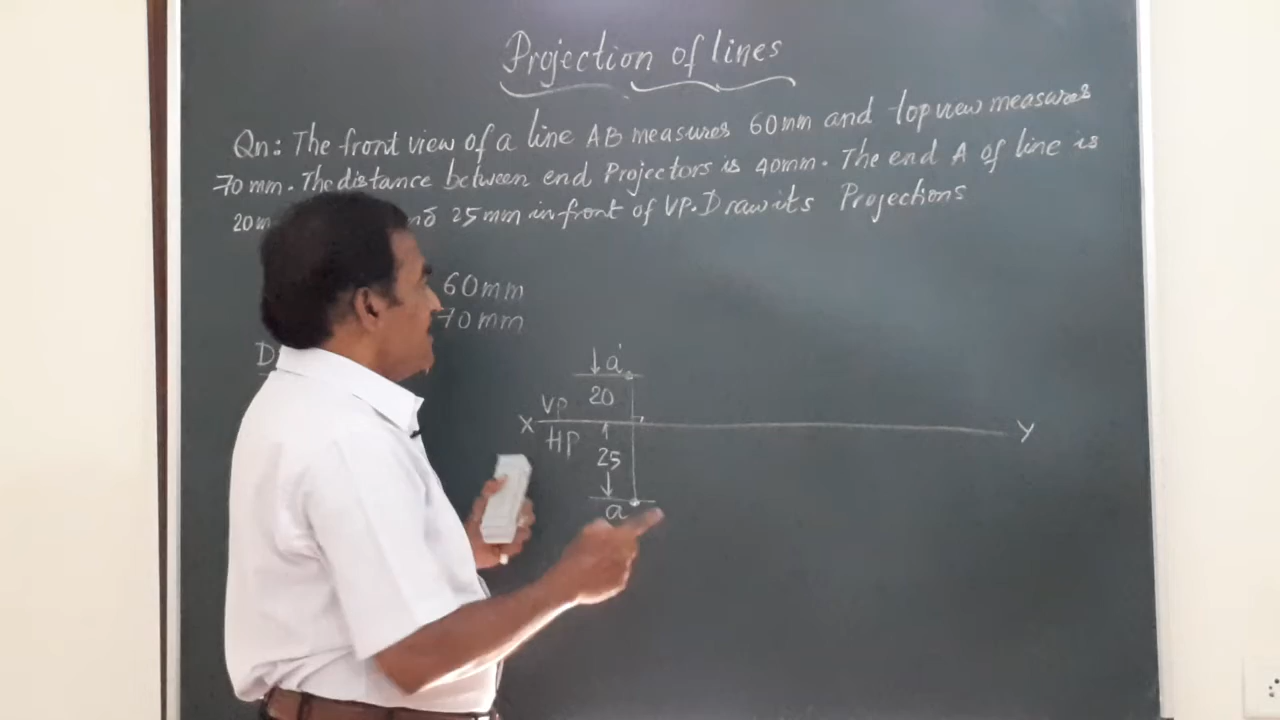 Projection of lines
Qn: The front view of a line AB measures 60mm and top view measures
70 mm. The distance between end Projectors is 40mm. The end A of line is
20m 25mm in front of VP. Draw its Projections
60mm
70mm
D
a'
20
VP
X Y
HP
25
a